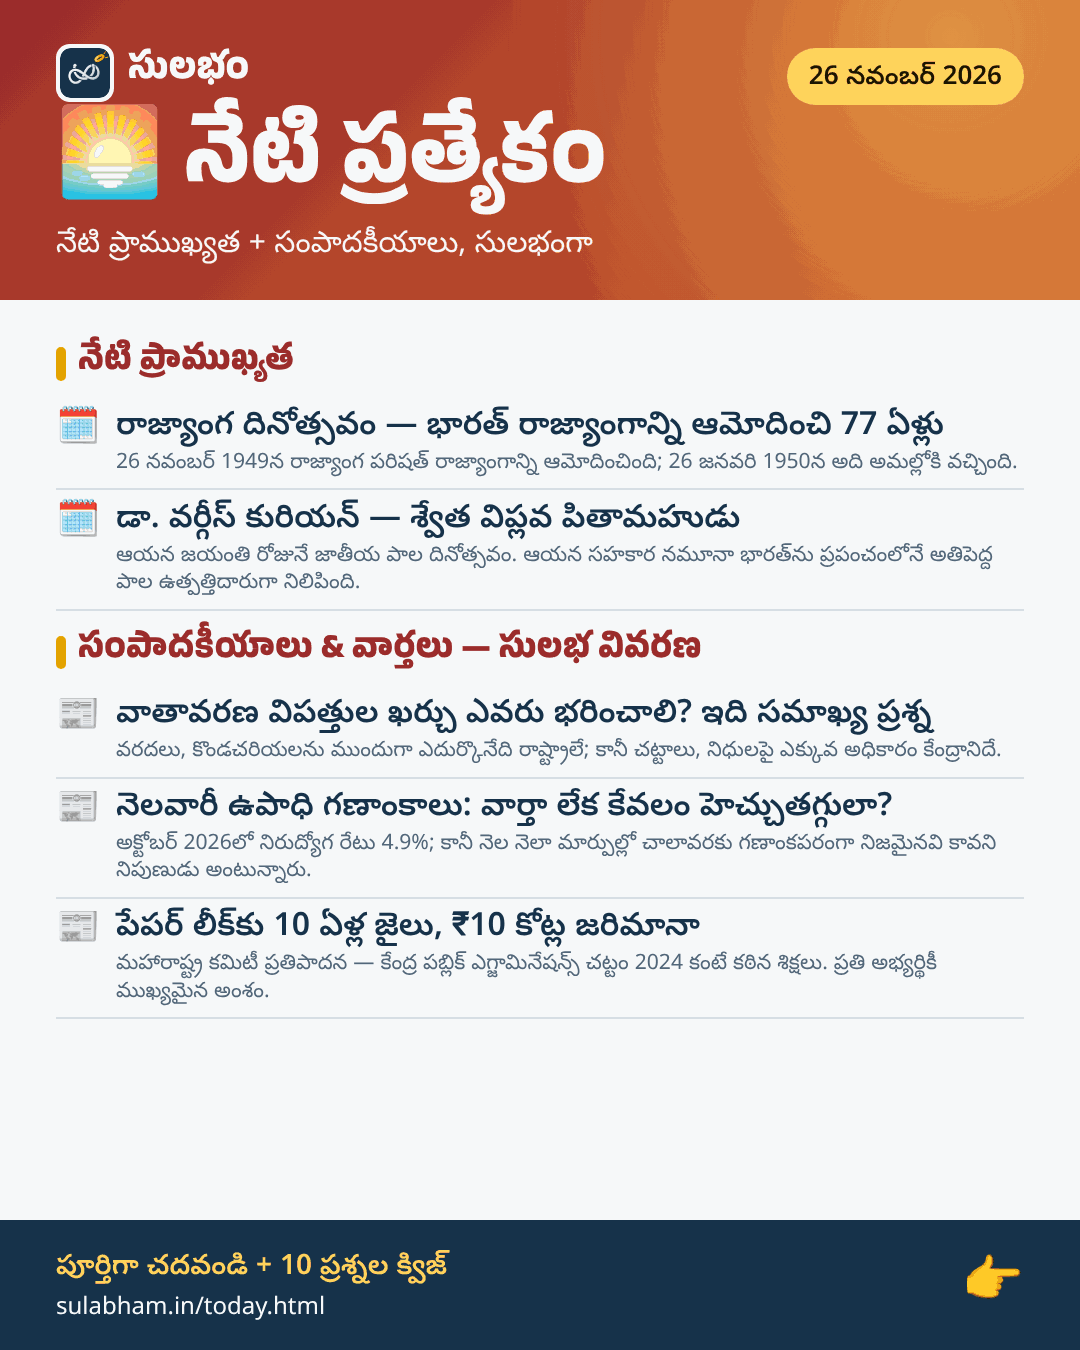 సులభం
26 నవంబర్ 2026
నేటి ప్రత్యేకం
నేటి ప్రాముఖ్యత + సంపాదకీయాలు, సులభంగా
నేటి ప్రాముఖ్యత
రాజ్యాంగ దినోత్సవం — భారత్ రాజ్యాంగాన్ని ఆమోదించి 77 ఏళ్లు
26 నవంబర్ 1949న రాజ్యాంగ పరిషత్ రాజ్యాంగాన్ని ఆమోదించింది; 26 జనవరి 1950న అది అమల్లోకి వచ్చింది.
డా. వర్గీస్ కురియన్ — శ్వేత విప్లవ పితామహుడు
ఆయన జయంతి రోజునే జాతీయ పాల దినోత్సవం. ఆయన సహకార నమూనా భారత్‌ను ప్రపంచంలోనే అతిపెద్ద
పాల ఉత్పత్తిదారుగా నిలిపింది.
సంపాదకీయాలు & వార్తలు — సులభ వివరణ
వాతావరణ విపత్తుల ఖర్చు ఎవరు భరించాలి? ఇది సమాఖ్య ప్రశ్న
వరదలు, కొండచరియలను ముందుగా ఎదుర్కొనేది రాష్ట్రాలే; కానీ చట్టాలు, నిధులపై ఎక్కువ అధికారం కేంద్రానిదే.
నెలవారీ ఉపాధి గణాంకాలు: వార్తా లేక కేవలం హెచ్చుతగ్గులా?
అక్టోబర్ 2026లో నిరుద్యోగ రేటు 4.9%; కానీ నెల నెలా మార్పుల్లో చాలావరకు గణాంకపరంగా నిజమైనవి కావని
నిపుణుడు అంటున్నారు.
పేపర్ లీక్‌కు 10 ఏళ్ల జైలు, ₹10 కోట్ల జరిమానా
మహారాష్ట్ర కమిటీ ప్రతిపాదన — కేంద్ర పబ్లిక్ ఎగ్జామినేషన్స్ చట్టం 2024 కంటే కఠిన శిక్షలు. ప్రతి అభ్యర్థికీ
ముఖ్యమైన అంశం.
పూర్తిగా చదవండి + 10 ప్రశ్నల క్విజ్
sulabham.in/today.html